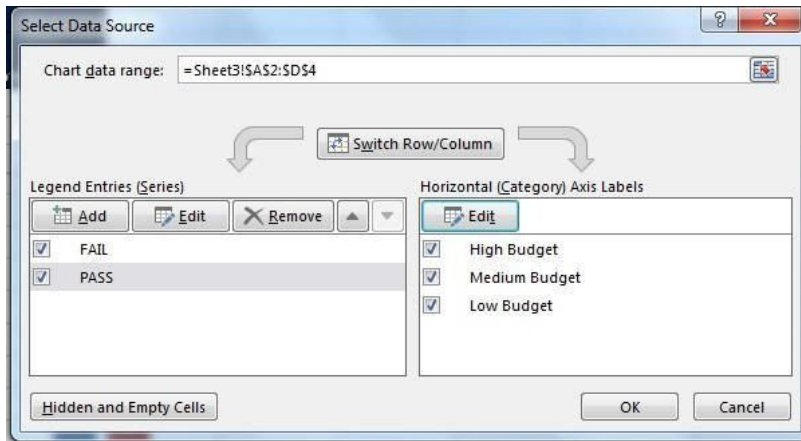 Select Data Source
Chart data range: =Sheet3!$A$2:$D$4
Switch Row/Column
Legend Entries (Series)
Add Edit Remove
FAIL
PASS
Horizontal (Category) Axis Labels
Edit
High Budget
Medium Budget
Low Budget
Hidden and Empty Cells
OK Cancel